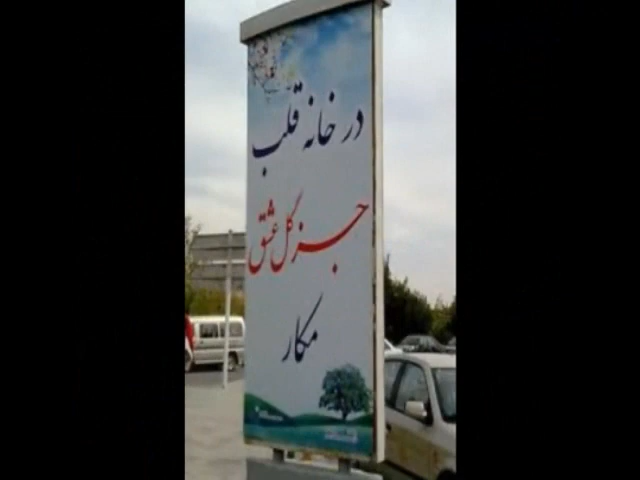 در خانه قلب
جز گل عشق
مکار